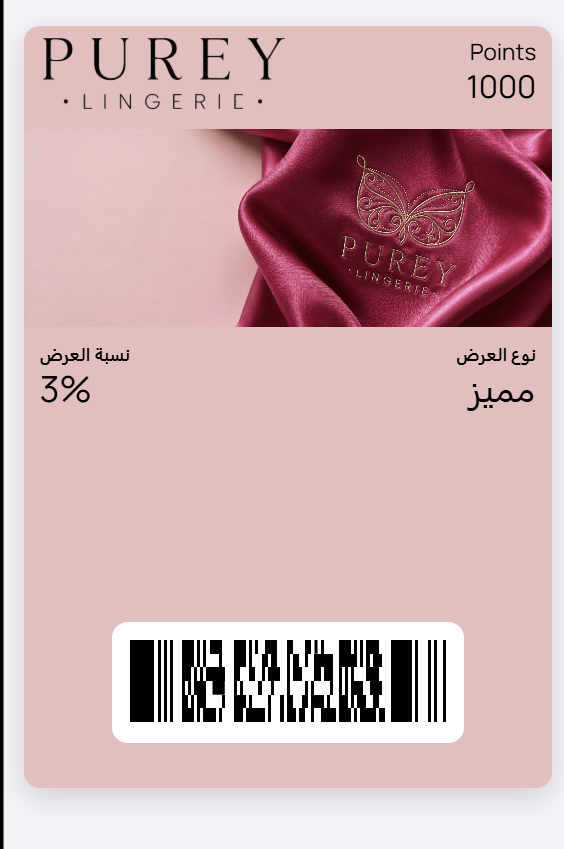 PUREY
• LINGERIE •
Points
1000
PUREY
• LINGERIE •
نوع العرض
مميز
نسبة العرض
3%